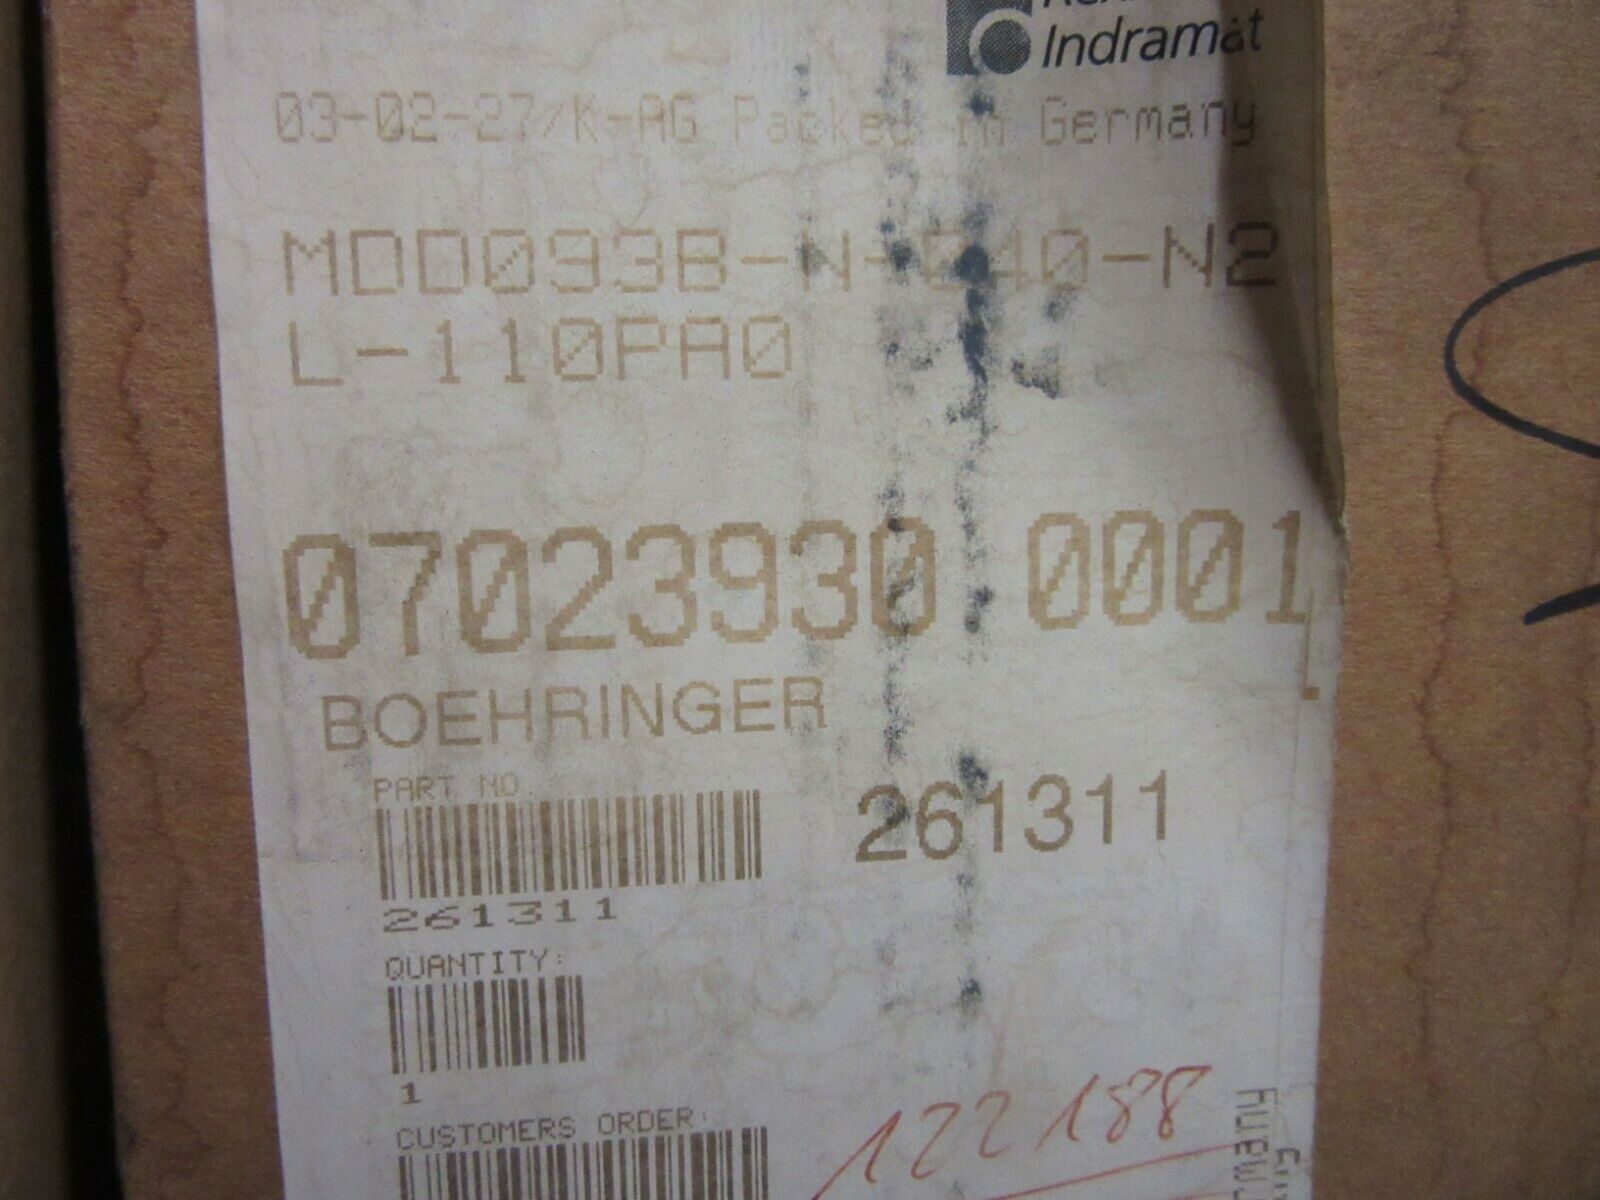 Indramat
03-02-27/K-AG Packed in Germany
MDD093B-N-040-N2
L-110PA0
07023930 0001
BOEHRINGER
PART NO.:
261311
261311
QUANTITY:
1
CUSTOMERS ORDER:
122188